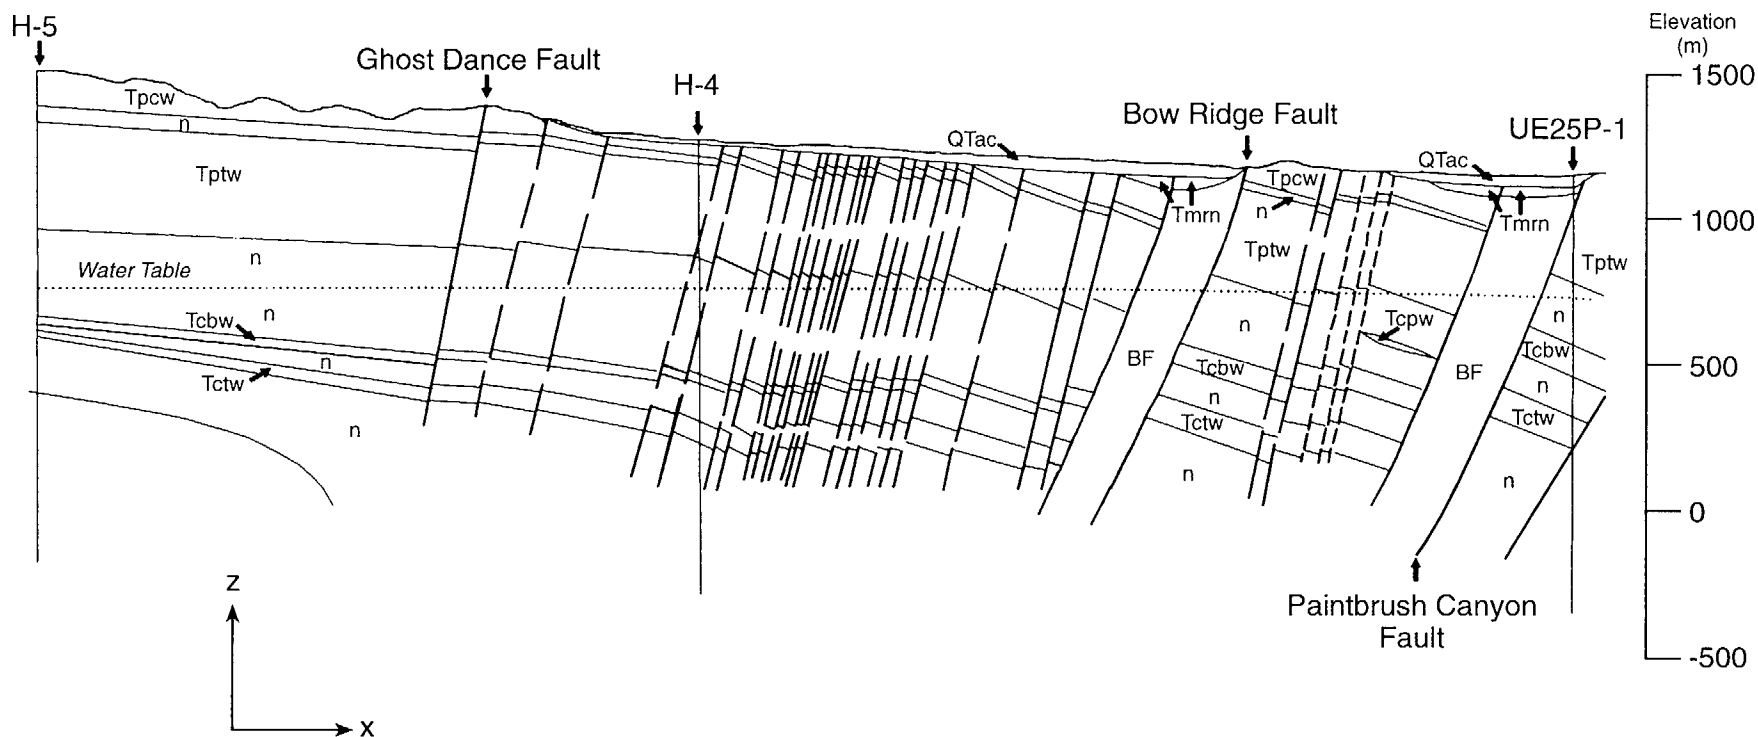 H-5
Ghost Dance Fault
H-4
Bow Ridge Fault
UE25P-1
Elevation
(m)
1500
1000
500
0
-500
Tpcw
n
Tptw
n
Water Table
n
Tcbw
n
Tctw
n
QTac
Tmrn
Tpcw
n
Tptw
n
BF
Tcbw
n
Tctw
n
QTac
Tmrn
Tcpw
BF
Tptw
n
Tcbw
n
Tctw
n
Paintbrush Canyon
Fault
z
x